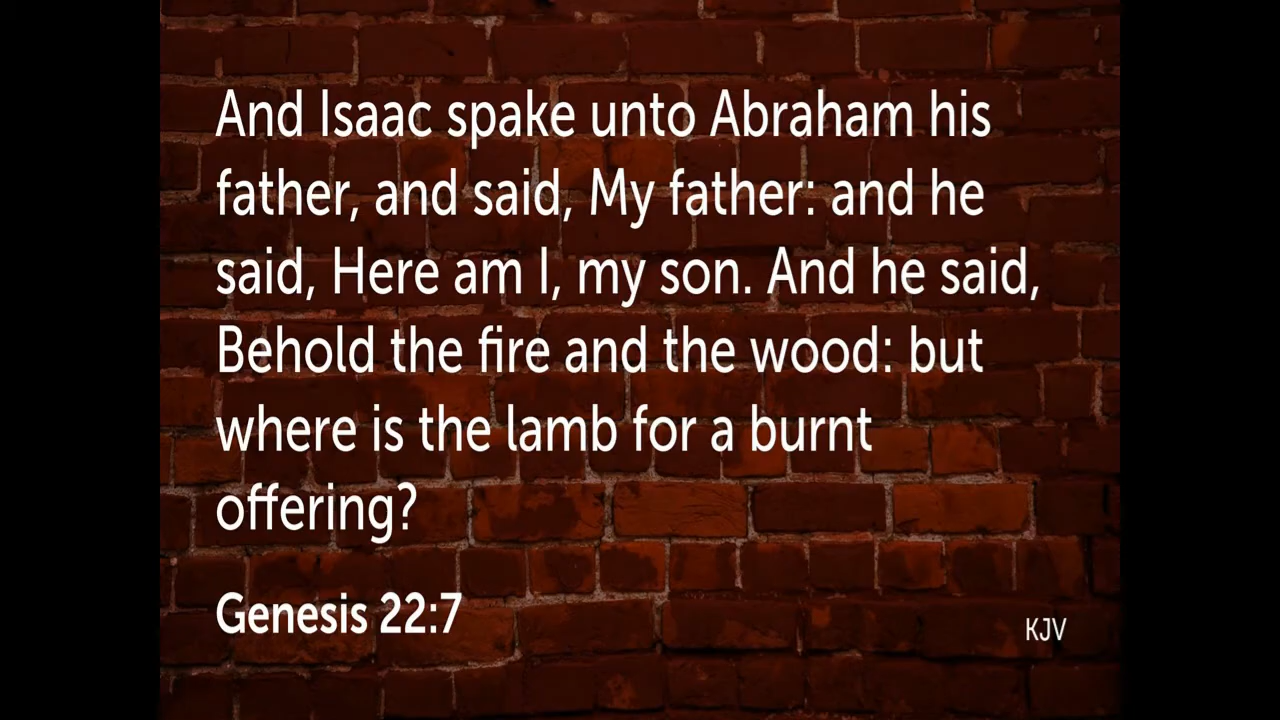 And Isaac spake unto Abraham his
father, and said, My father: and he
said, Here am I, my son. And he said,
Behold the fire and the wood: but
where is the lamb for a burnt
offering?
Genesis 22:7
KJV